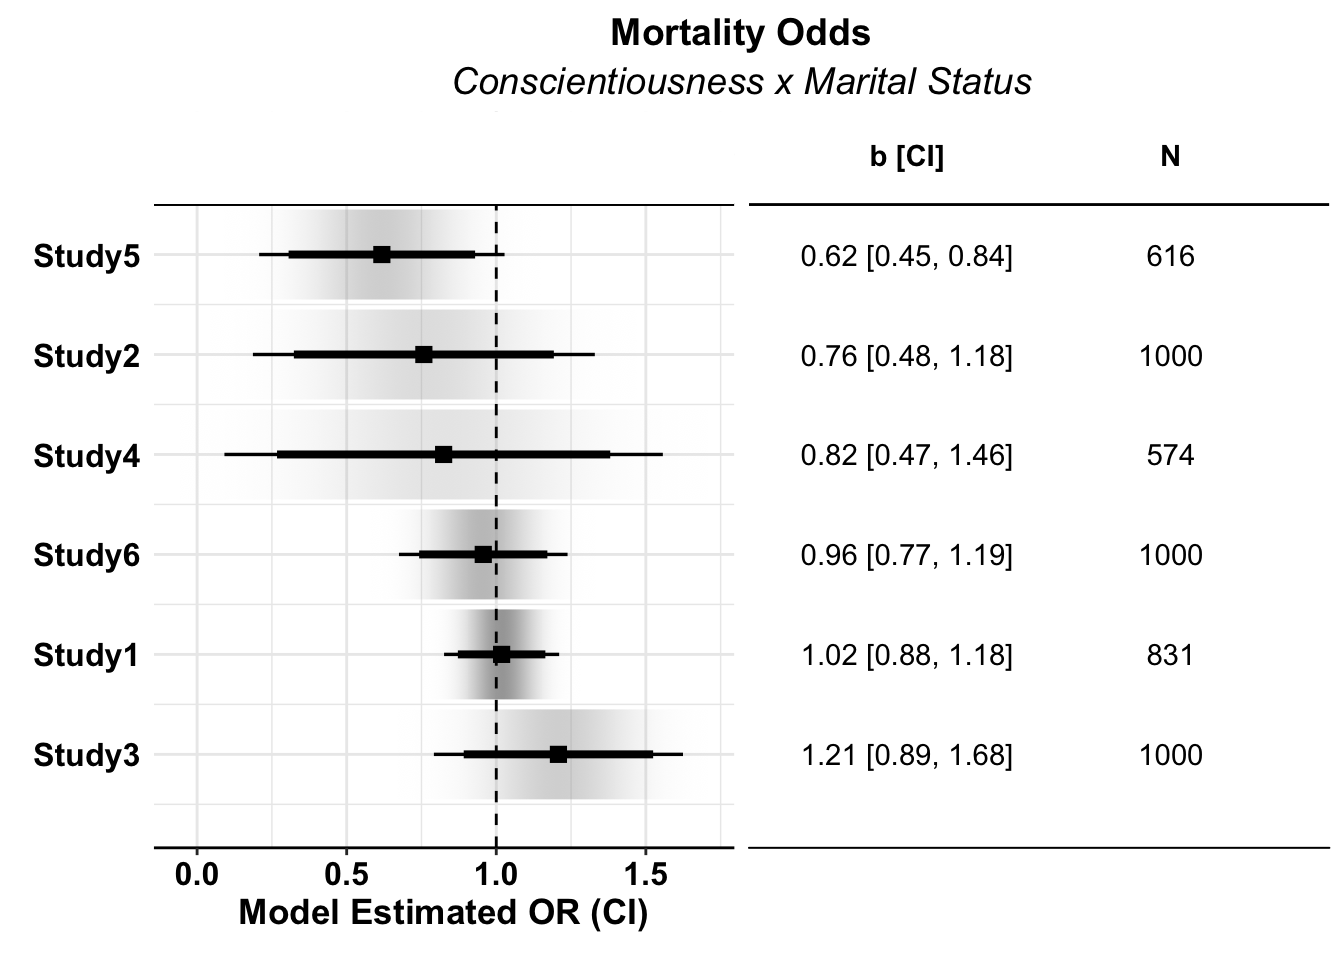 Mortality Odds
Conscientiousness x Marital Status
b [CI] N
Study5 0.62 [0.45, 0.84] 616
Study2 0.76 [0.48, 1.18] 1000
Study4 0.82 [0.47, 1.46] 574
Study6 0.96 [0.77, 1.19] 1000
Study1 1.02 [0.88, 1.18] 831
Study3 1.21 [0.89, 1.68] 1000
0.0 0.5 1.0 1.5
Model Estimated OR (CI)